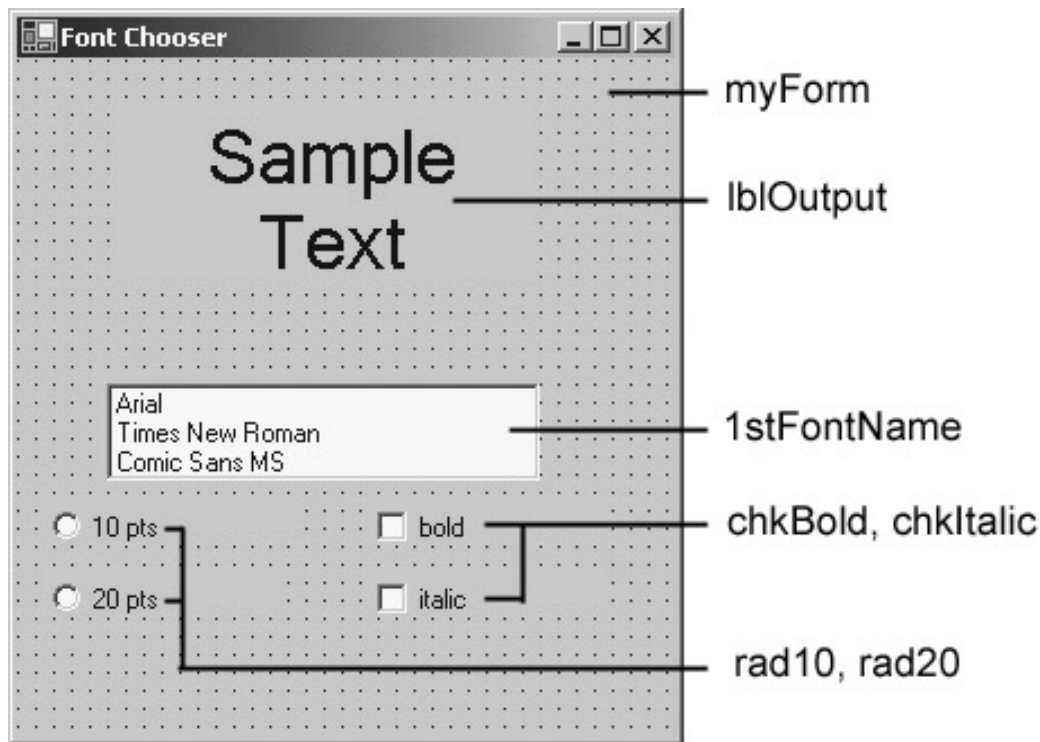 Font Chooser
myForm
Sample
Text
lblOutput
Arial
Times New Roman
Comic Sans MS
1stFontName
10 pts
bold
chkBold, chkItalic
20 pts
italic
rad10, rad20